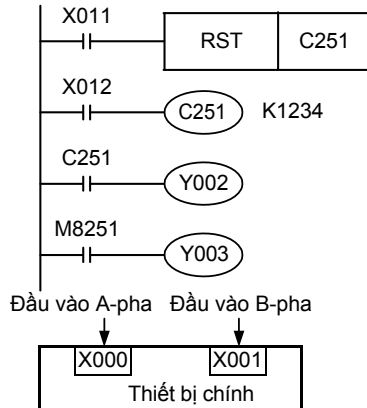 X011
RST C251
X012
C251 K1234
C251
Y002
M8251
Y003
Đầu vào A-pha Đầu vào B-pha
X000 X001
Thiết bị chính